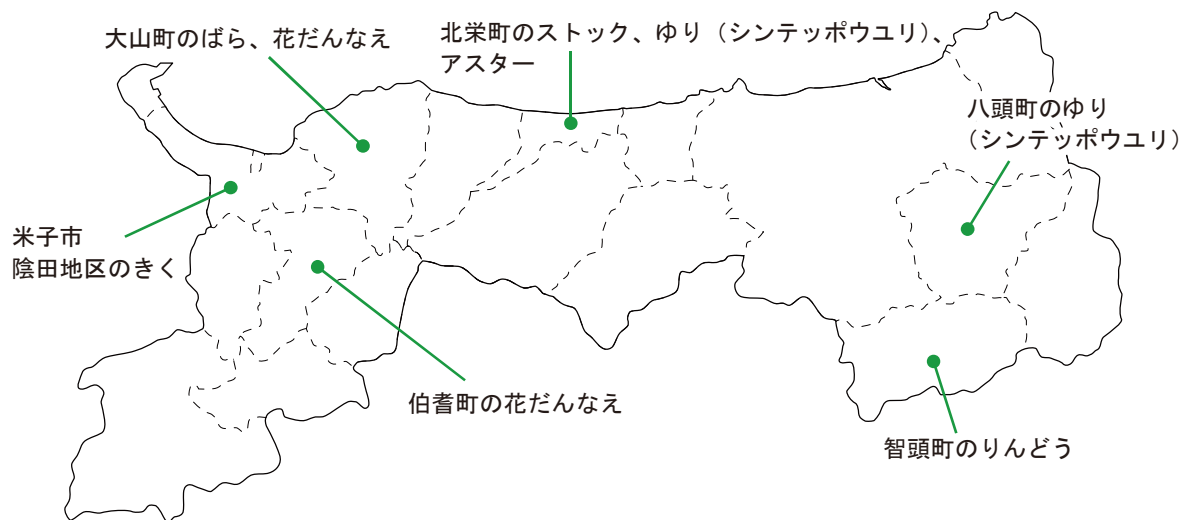 大山町のばら、花だんなえ
北栄町のストック、ゆり（シンテッポウユリ）、
アスター
八頭町のゆり
（シンテッポウユリ）
米子市
陰田地区のきく
伯耆町の花だんなえ
智頭町のりんどう